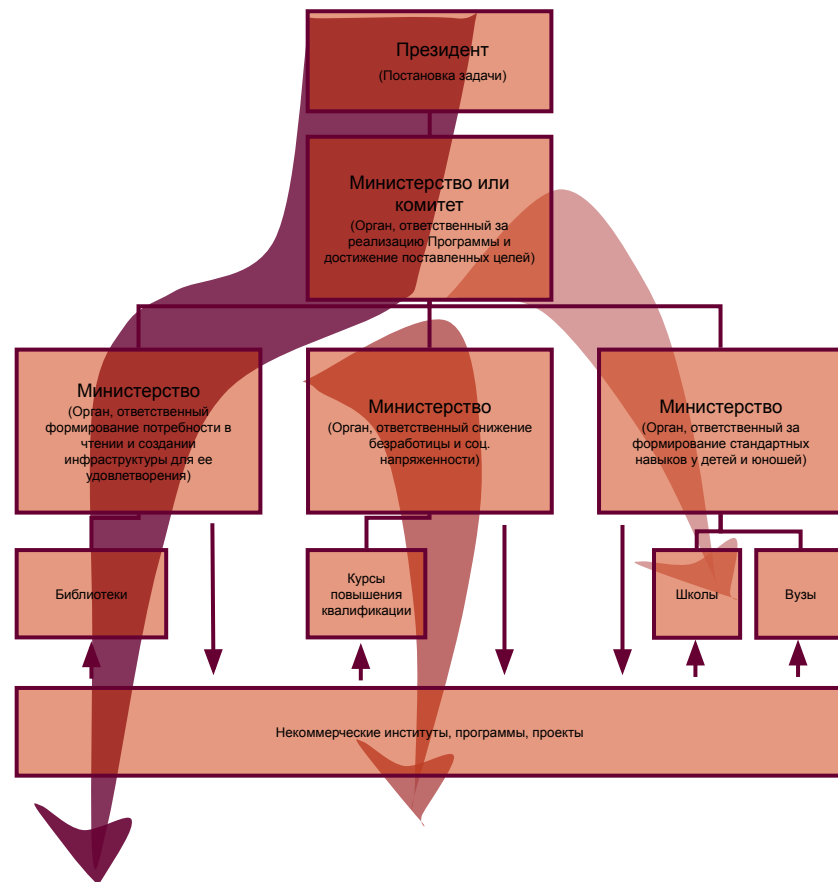 Президент
(Постановка задачи)
Министерство или
комитет
(Орган, ответственный за
реализацию Программы и
достижение поставленных целей)
Министерство
(Орган, ответственный
формирование потребности в
чтении и создании
инфраструктуры для ее
удовлетворения)
Министерство
(Орган, ответственный снижение
безработицы и соц.
напряженности)
Министерство
(Орган, ответственный за
формирование стандартных
навыков у детей и юношей)
Библиотеки
Курсы
повышения
квалификации
Школы
Вузы
Некоммерческие институты, программы, проекты